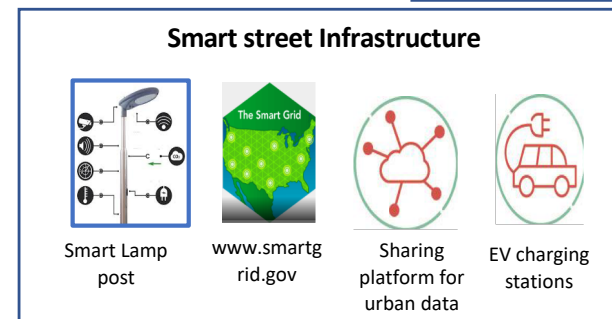 Smart street Infrastructure
The Smart Grid
CO₂
Smart Lamp
post
www.smartg
rid.gov
Sharing
platform for
urban data
EV charging
stations